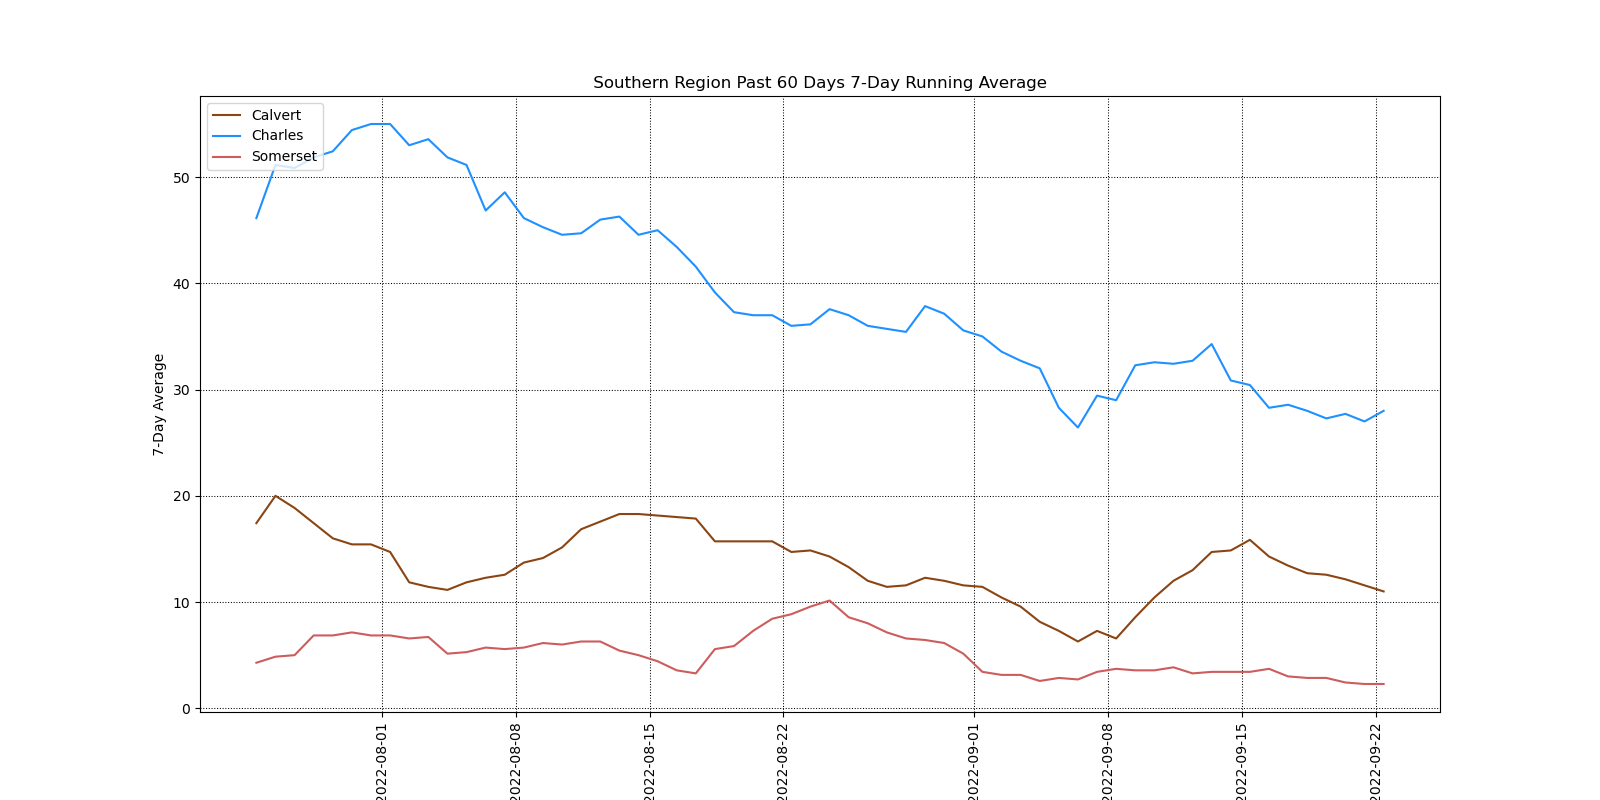 Southern Region Past 60 Days 7-Day Running Average
Calvert
Charles
Somerset
7-Day Average
50
40
30
20
10
0
2022-08-01
2022-08-08
2022-08-15
2022-08-22
2022-09-01
2022-09-08
2022-09-15
2022-09-22